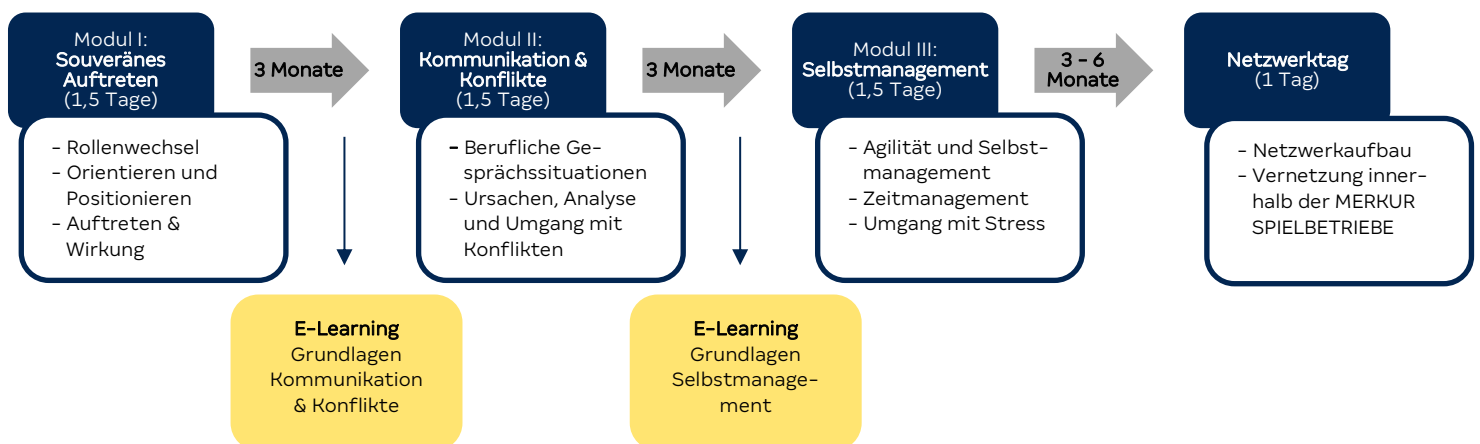 Modul I:
Souveränes
Auftreten
(1,5 Tage)
- Rollenwechsel
- Orientieren und
Positionieren
- Auftreten &
Wirkung
3 Monate
E-Learning
Grundlagen
Kommunikation
& Konflikte
Modul II:
Kommunikation &
Konflikte
(1,5 Tage)
- Berufliche Ge-
sprächssituationen
- Ursachen, Analyse
und Umgang mit
Konflikten
3 Monate
E-Learning
Grundlagen
Selbstmanage-
ment
Modul III:
Selbstmanagement
(1,5 Tage)
- Agilität und Selbst-
management
- Zeitmanagement
- Umgang mit Stress
3 - 6
Monate
Netzwerktag
(1 Tag)
- Netzwerkaufbau
- Vernetzung inner-
halb der MERKUR
SPIELBETRIEBE